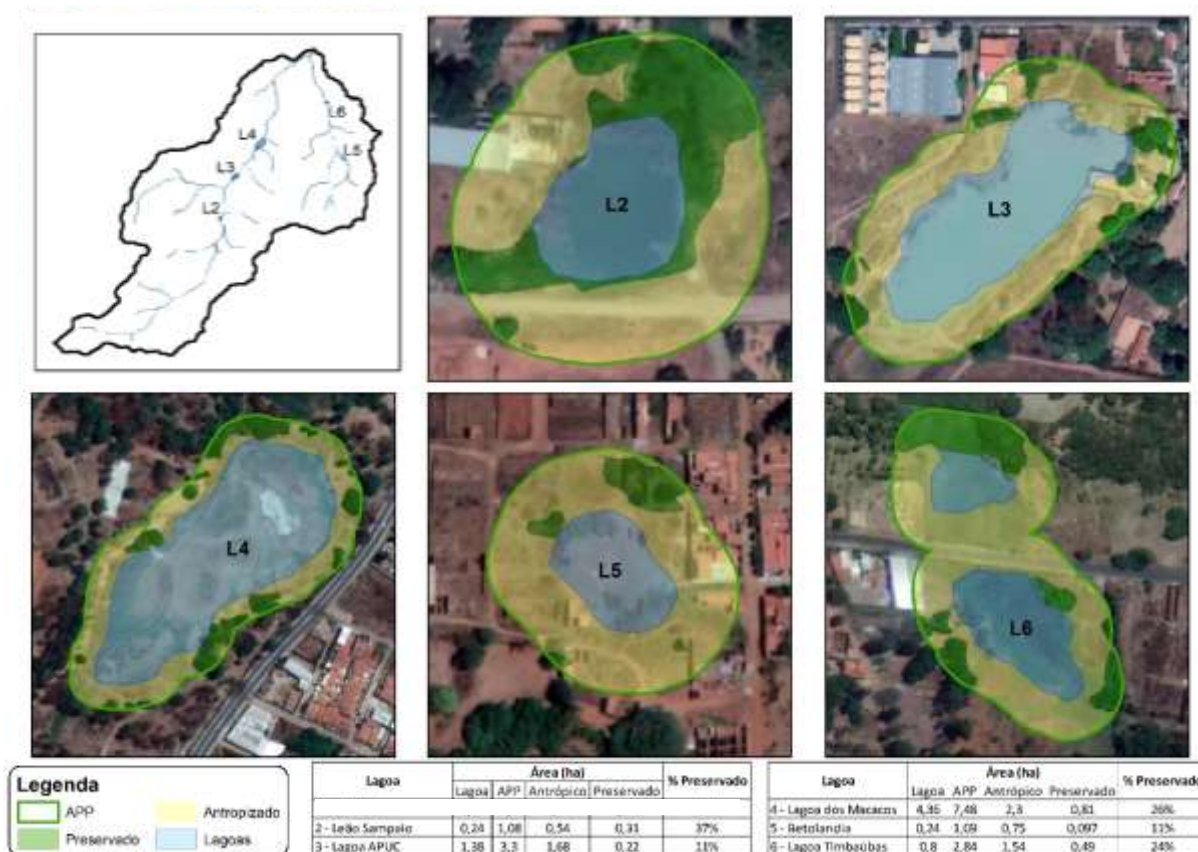 L4
L6
L3
L5
L2
L2
L3
L4
L5
L6
Legenda
APP
Antropizado
Preservado
Lagoas
Lagoa Área (ha) % Preservado
Lagoa APP Antrópico Preservado
2 - Leão Sampaio 0,24 1,08 0,54 0,31 37%
3 - Lagoa APUC 1,38 3,3 1,68 0,22 11%
Lagoa Área (ha) % Preservado
Lagoa APP Antrópico Preservado
4 - Lagoa dos Macacos 4,36 7,48 2,3 0,81 26%
5 - Betolandia 0,24 1,09 0,75 0,097 11%
6 - Lagoa Timbaúbas 0,8 2,84 1,54 0,49 24%